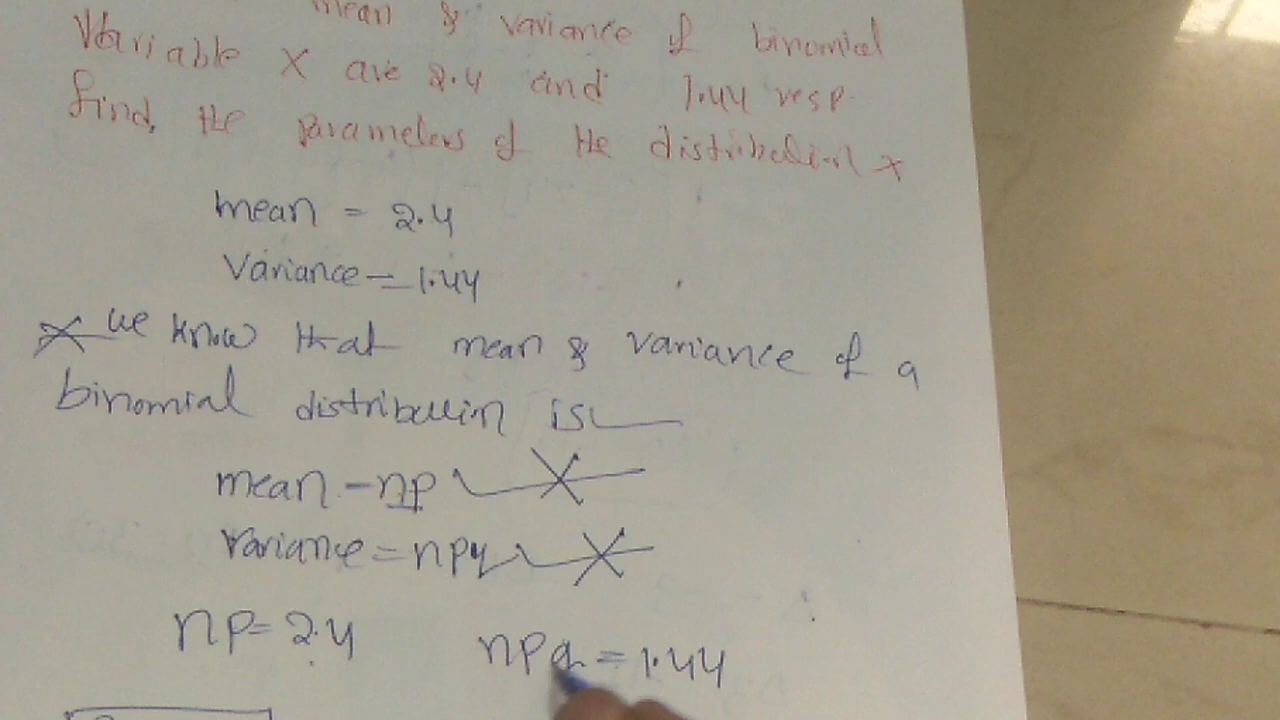 mean & variance of binomial
Variable X are 2.4 and 1.44 resp.
find, the parameters of the distribution x
mean = 2.4
Variance = 1.44
we know that mean & variance of a
binomial distribution is
mean - np
variance = npq
np = 2.4 npq = 1.44